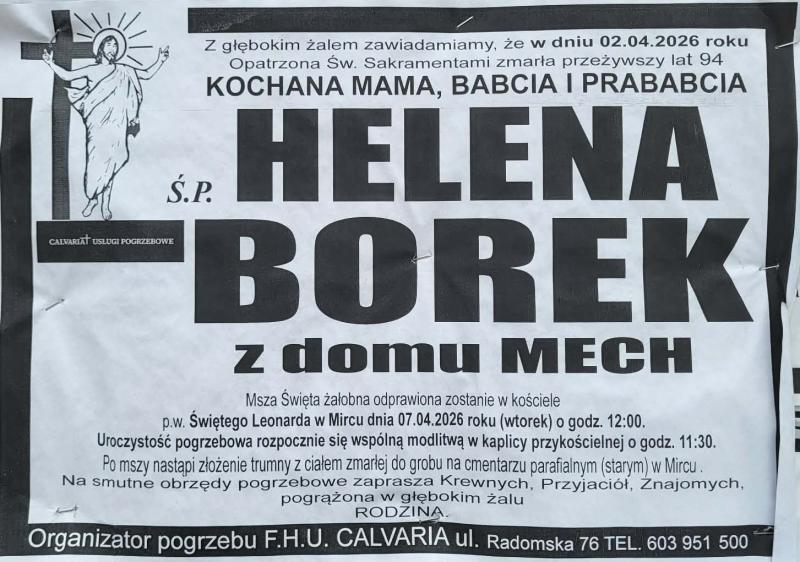 Z głębokim żalem zawiadamiamy, że w dniu 02.04.2026 roku
Opatrzona Św. Sakramentami zmarła przeżywszy lat 94
KOCHANA MAMA, BABCIA I PRABABCIA
Ś.P. HELENA
BOREK
CALVARIA USŁUGI POGRZEBOWE
z domu MECH
Msza Święta żałobna odprawiona zostanie w kościele
p.w. Świętego Leonarda w Mircu dnia 07.04.2026 roku (wtorek) o godz. 12:00.
Uroczystość pogrzebowa rozpocznie się wspólną modlitwą w kaplicy przykościelnej o godz. 11:30.
Po mszy nastąpi złożenie trumny z ciałem zmarłej do grobu na cmentarzu parafialnym (starym) w Mircu .
Na smutne obrzędy pogrzebowe zaprasza Krewnych, Przyjaciół, Znajomych,
pogrążona w głębokim żalu
RODZINA.
Organizator pogrzebu F.H.U. CALVARIA ul. Radomska 76 TEL. 603 951 500